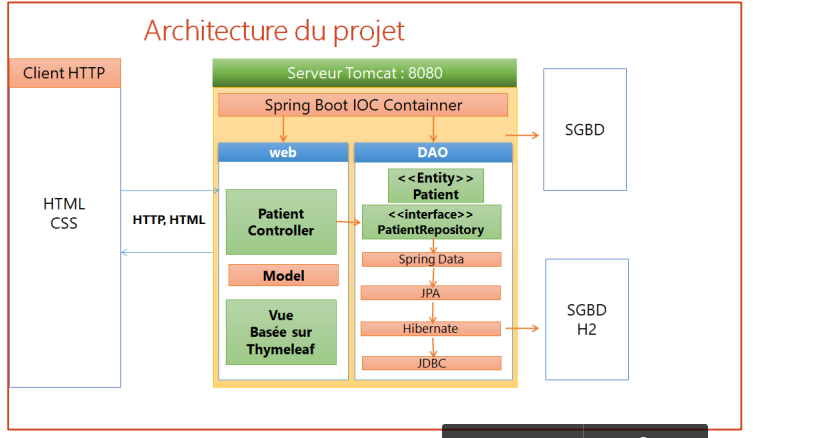 Architecture du projet
Client HTTP
HTML
CSS
HTTP, HTML
Serveur Tomcat : 8080
Spring Boot IOC Containner
web
Patient
Controller
Model
Vue
Basée sur
Thymeleaf
DAO
<<Entity>>
Patient
<<interface>>
PatientRepository
Spring Data
JPA
Hibernate
JDBC
SGBD
SGBD
H2